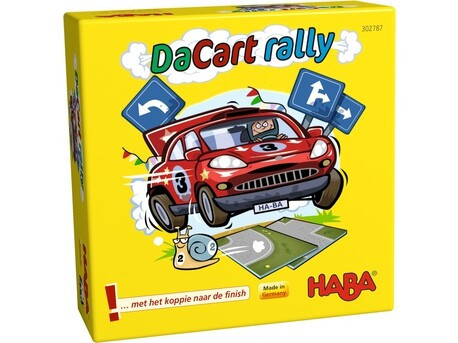 302787
DaCart rally
3
HA-BA
2
! ... met het koppie naar de finish
Made in
Germany
HABA